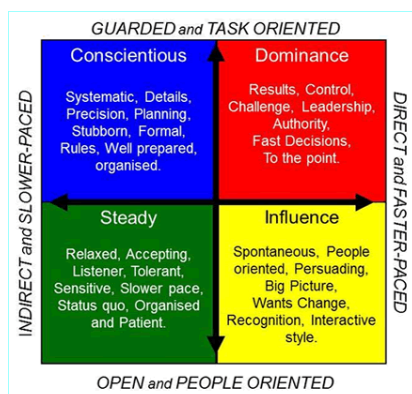 GUARDED and TASK ORIENTED
INDIRECT and SLOWER-PACED
Conscientious
Systematic, Details,
Precision, Planning,
Stubborn, Formal,
Rules, Well prepared,
organised.
Dominance
Results, Control,
Challenge, Leadership,
Authority,
Fast Decisions,
To the point.
DIRECT and FASTER-PACED
Steady
Relaxed, Accepting,
Listener, Tolerant,
Sensitive, Slower pace,
Status quo, Organised
and Patient.
Influence
Spontaneous, People
oriented, Persuading,
Big Picture,
Wants Change,
Recognition, Interactive
style.
OPEN and PEOPLE ORIENTED